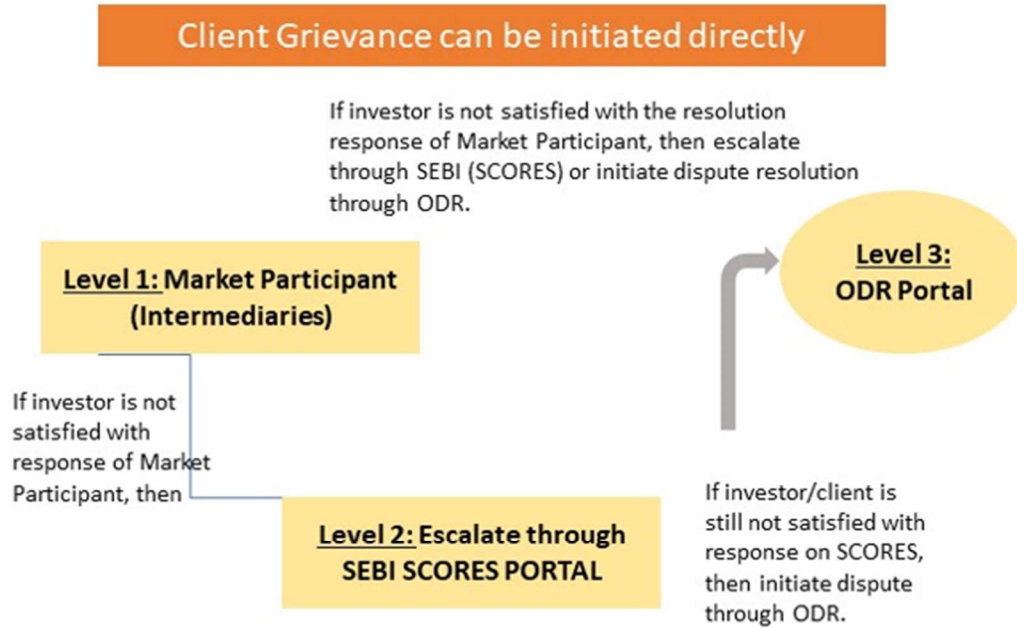 Client Grievance can be initiated directly
If investor is not satisfied with the resolution
response of Market Participant, then escalate
through SEBI (SCORES) or initiate dispute resolution
through ODR.
Level 1: Market Participant
(Intermediaries)
Level 3:
ODR Portal
If investor is not
satisfied with
response of Market
Participant, then
Level 2: Escalate through
SEBI SCORES PORTAL
If investor/client is
still not satisfied with
response on SCORES,
then initiate dispute
through ODR.